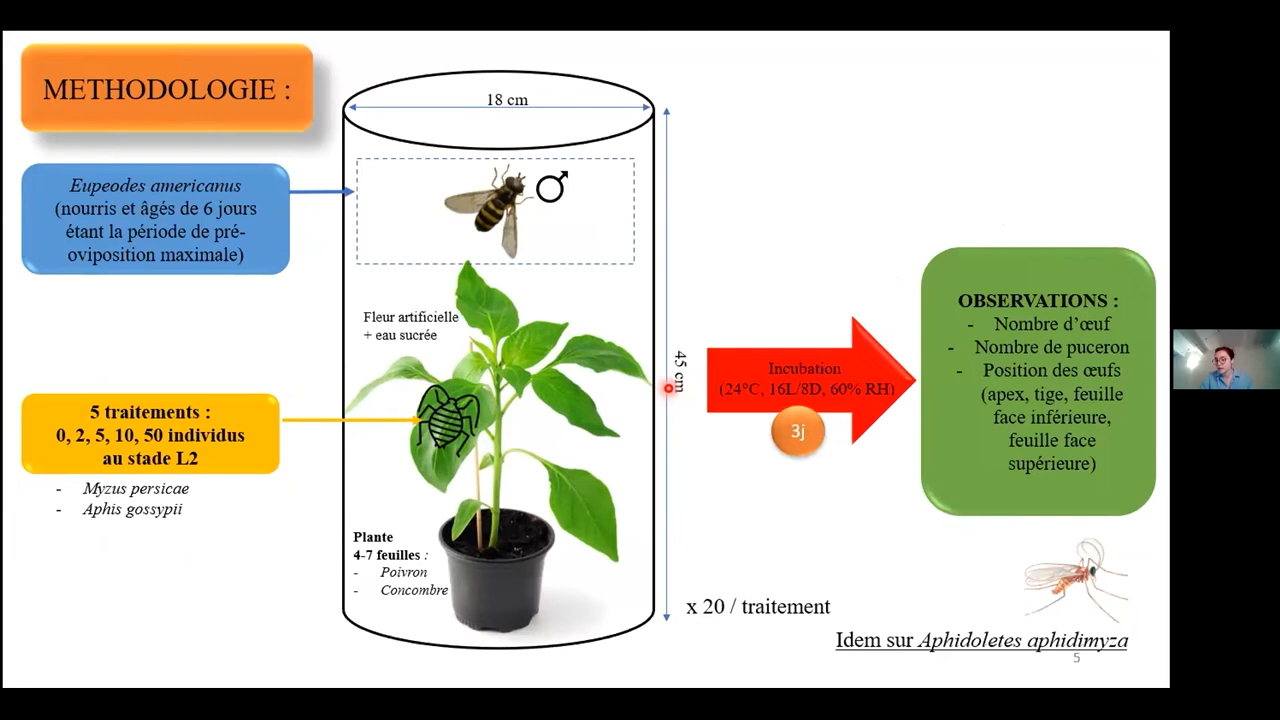 METHODOLOGIE :
18 cm
Eupeodes americanus
(nourris et âgés de 6 jours
étant la période de pré-
oviposition maximale)
Fleur artificielle
+ eau sucrée
5 traitements :
0, 2, 5, 10, 50 individus
au stade L2
- Myzus persicae
- Aphis gossypii
Plante
4-7 feuilles :
- Poivron
- Concombre
45 cm
Incubation
(24°C, 16L/8D, 60% RH)
3j
x 20 / traitement
OBSERVATIONS :
- Nombre d’œuf
- Nombre de puceron
- Position des œufs
(apex, tige, feuille
face inférieure,
feuille face
supérieure)
Idem sur Aphidoletes aphidimyza
5